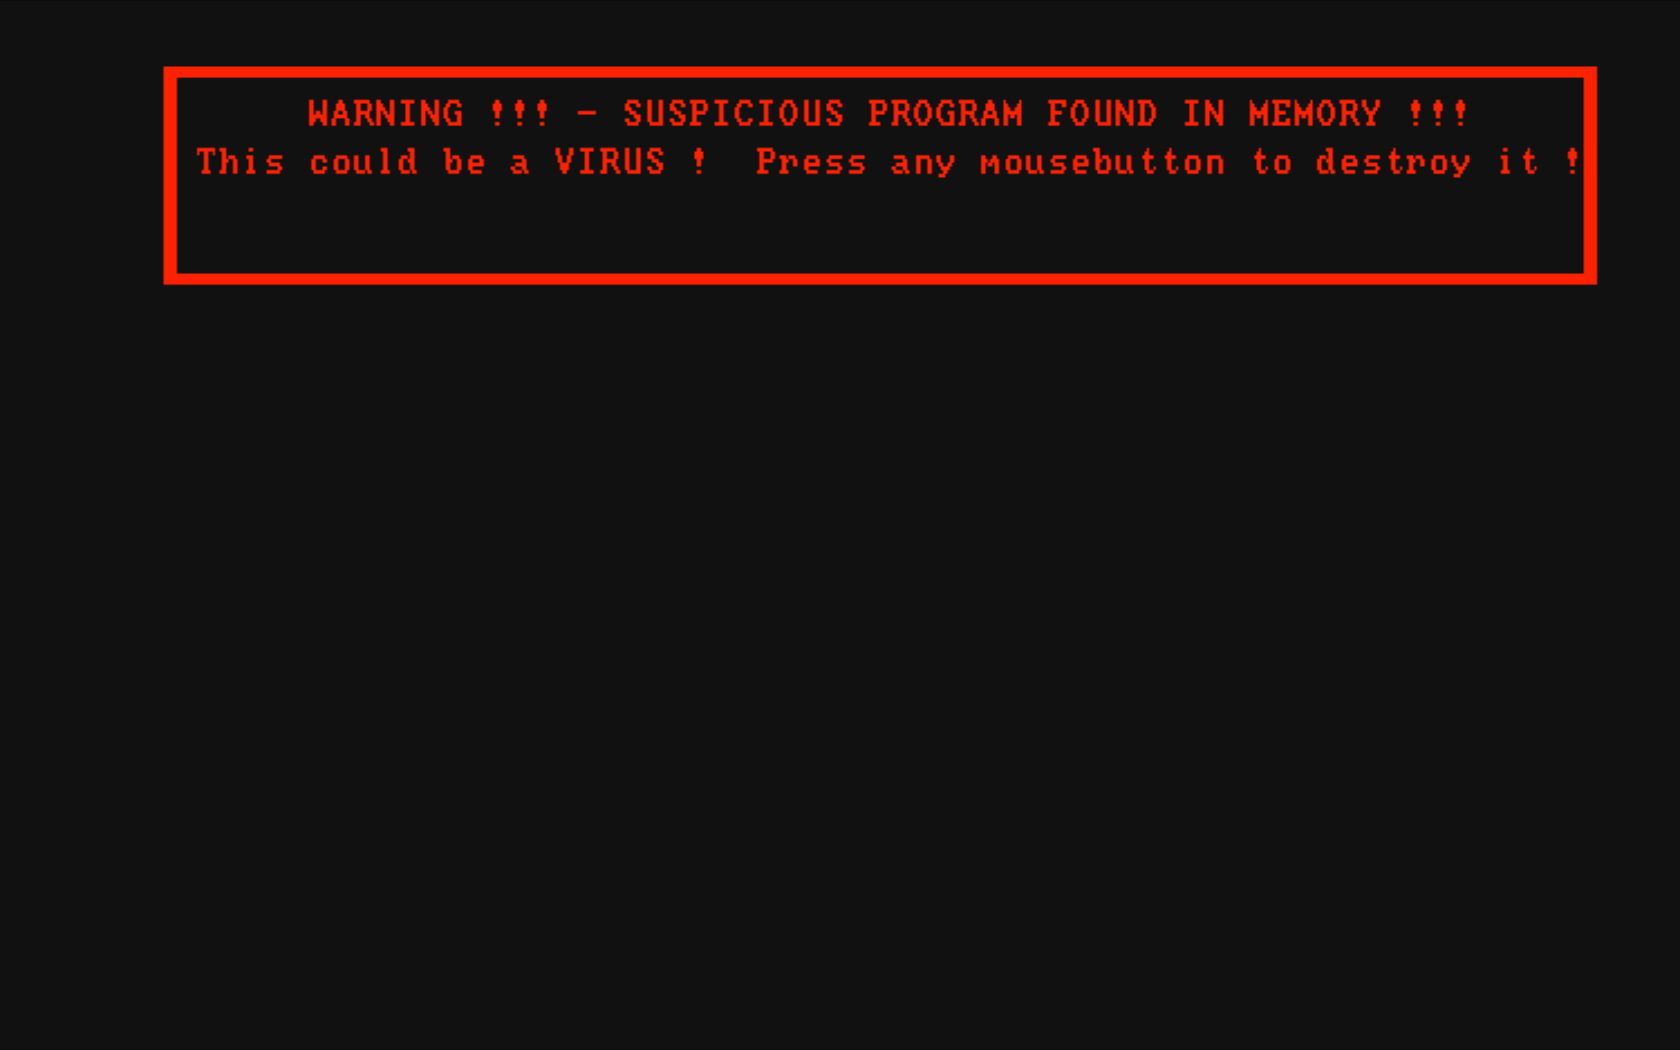 WARNING !!! - SUSPICIOUS PROGRAM FOUND IN MEMORY !!!
This could be a VIRUS !  Press any mousebutton to destroy it !